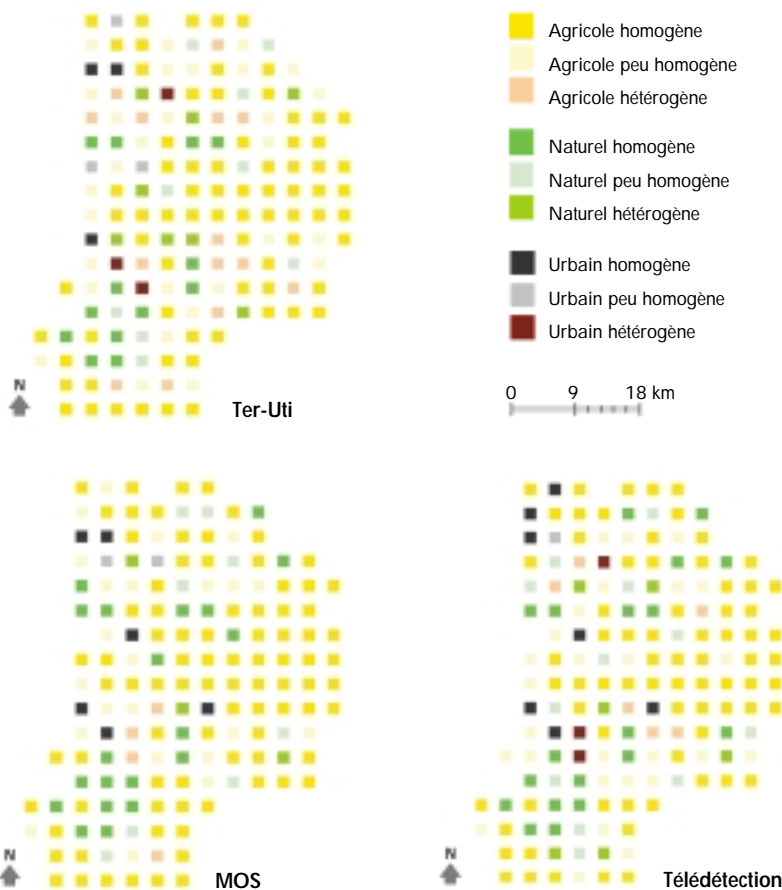 Agricole homogène
Agricole peu homogène
Agricole hétérogène
Naturel homogène
Naturel peu homogène
Naturel hétérogène
Urbain homogène
Urbain peu homogène
Urbain hétérogène
0 9 18 km
N
Ter-Uti
N
MOS
N
Télédétection